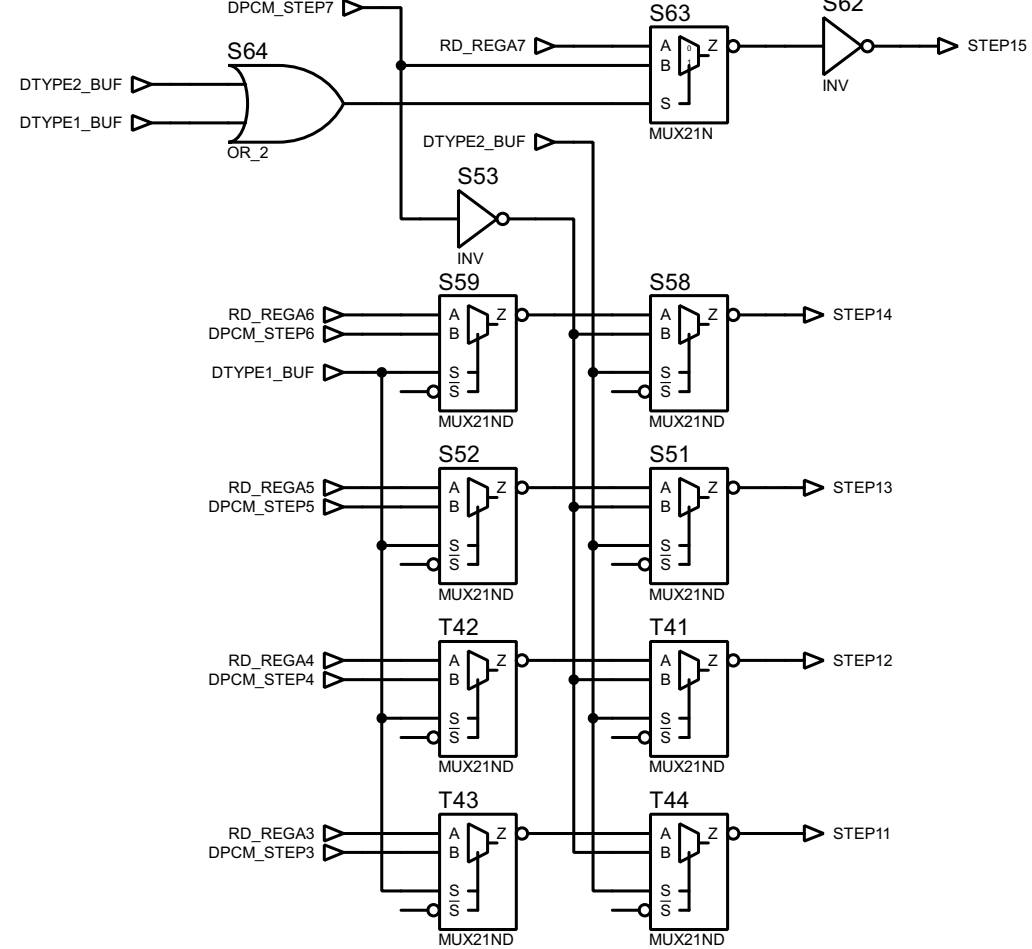 DPCM_STEP7
S62
S63
RD_REGA7
A
0
Z
STEP15
S64
B
1
DTYPE2_BUF
INV
S
DTYPE1_BUF
MUX21N
DTYPE2_BUF
OR_2
S53
INV
S59
S58
RD_REGA6
A
Z
A
Z
STEP14
DPCM_STEP6
B
B
DTYPE1_BUF
S
S
S
S
MUX21ND
MUX21ND
S52
S51
RD_REGA5
A
Z
A
Z
STEP13
DPCM_STEP5
B
B
S
S
S
S
MUX21ND
MUX21ND
T42
T41
RD_REGA4
A
Z
A
Z
STEP12
DPCM_STEP4
B
B
S
S
S
S
MUX21ND
MUX21ND
T43
T44
RD_REGA3
A
Z
A
Z
STEP11
DPCM_STEP3
B
B
S
S
S
S
MUX21ND
MUX21ND